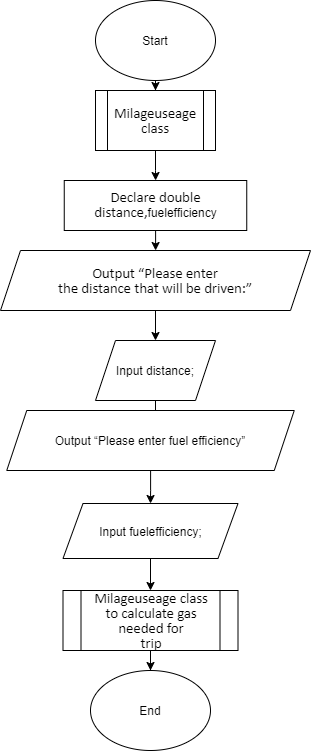 Start
Milageuseage
class
Declare double
distance,fuelefficiency
Output “Please enter
the distance that will be driven:”
Input distance;
Output “Please enter fuel efficiency”
Input fuelefficiency;
Milageuseage class
to calculate gas
needed for
trip
End